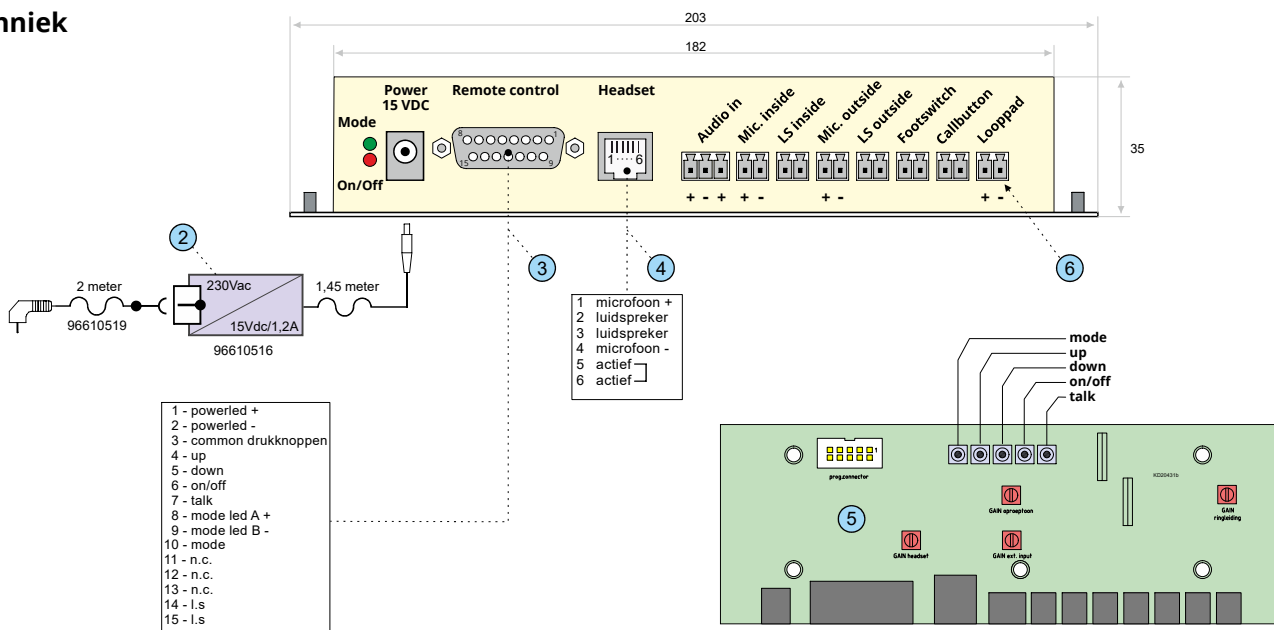 hniek
203
182
35
Power
15 VDC
Remote control
Headset
Mode
On/Off
8
1
15
9
1 6
Audio in
Mic. inside
LS inside
Mic. outside
LS outside
Footswitch
Callbutton
Looppad
+ - + + - + - + -
2
3
4
6
2 meter
96610519
230Vac
15Vdc/1,2A
96610516
1,45 meter
1 microfoon +
2 luidspreker
3 luidspreker
4 microfoon -
5 actief
6 actief
1 - powerled +
2 - powerled -
3 - common drukknoppen
4 - up
5 - down
6 - on/off
7 - talk
8 - mode led A +
9 - mode led B -
10 - mode
11 - n.c.
12 - n.c.
13 - n.c.
14 - l.s
15 - l.s
mode
up
down
on/off
talk
1
prog.connector
5
KD20431b
GAIN oproeptoon
GAIN
ringleiding
GAIN headset
GAIN ext. input